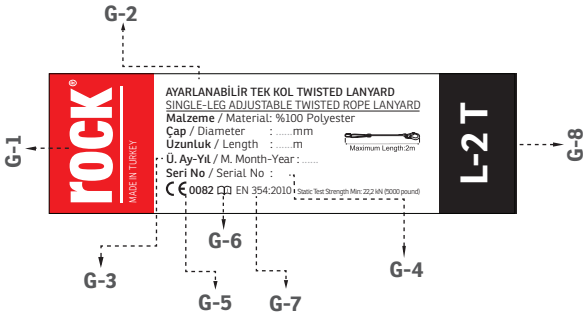 G-2
G-1
rock®
MADE IN TURKEY
AYARLANABİLİR TEK KOL TWISTED LANYARD
SINGLE-LEG ADJUSTABLE TWISTED ROPE LANYARD
Malzeme / Material: %100 Polyester
Çap / Diameter : ......mm
Uzunluk / Length : ......m
Maximum Length:2m
Ü. Ay-Yıl / M. Month-Year : ......
Seri No / Serial No :
CE 0082 EN 354:2010 Static Test Strength Min: 22,2 kN (5000 pound)
L-2 T
G-8
G-6
G-4
G-3
G-5
G-7